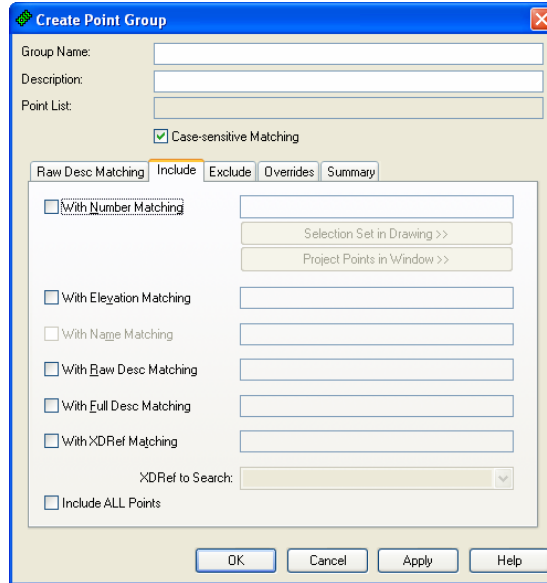 Create Point Group
Group Name:
Description:
Point List:
Case-sensitive Matching
Raw Desc Matching Include Exclude Overrides Summary
With Number Matching
Selection Set in Drawing >>
Project Points in Window >>
With Elevation Matching
With Name Matching
With Raw Desc Matching
With Full Desc Matching
With XDRef Matching
XDRef to Search:
Include ALL Points
OK Cancel Apply Help